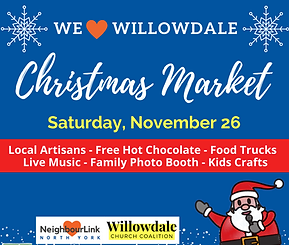 WE WILLOWDALE
Christmas Market
Saturday, November 26
Local Artisans - Free Hot Chocolate - Food Trucks
Live Music - Family Photo Booth - Kids Crafts
NeighbourLink
NORTH YORK
Willowdale
CHURCH COALITION